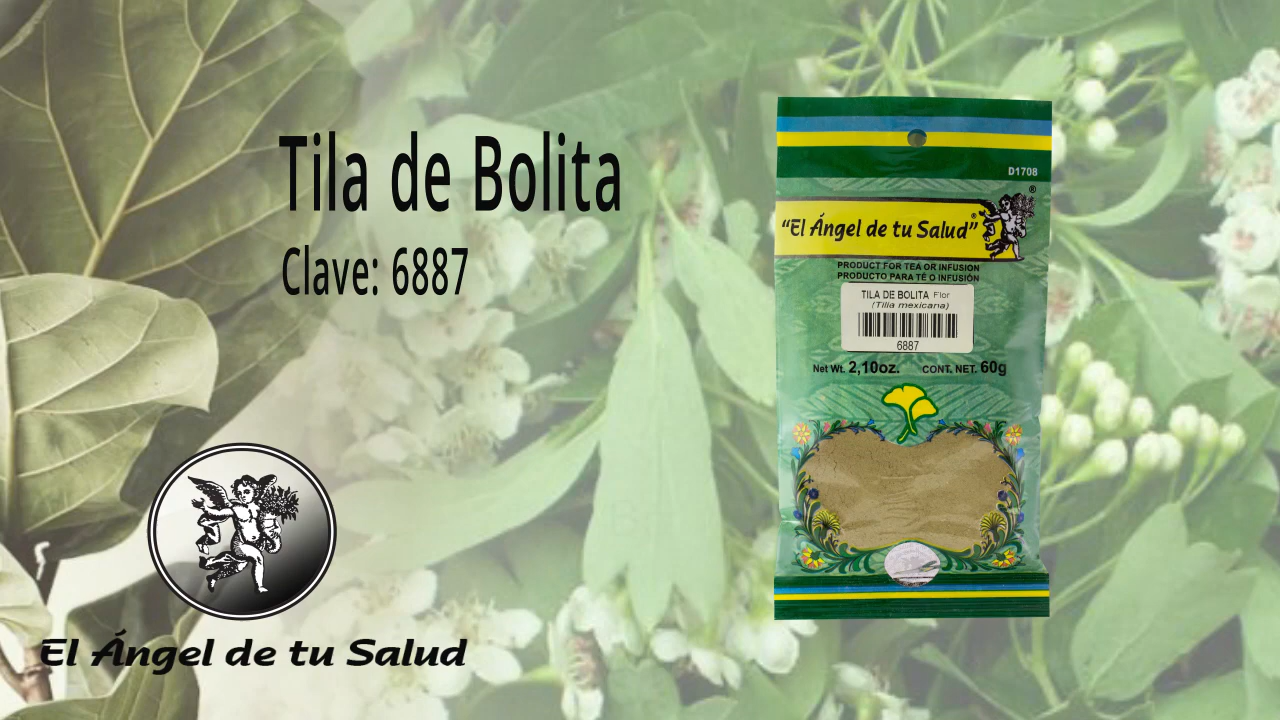 Tila de Bolita
Clave: 6887
El Ángel de tu Salud
D1708
®
"El Ángel de tu Salud"®
PRODUCT FOR TEA OR INFUSION
PRODUCTO PARA TÉ O INFUSIÓN
TILA DE BOLITA Flor
(Tilia mexicana)
6887
Net Wt. 2,10oz. CONT. NET. 60g